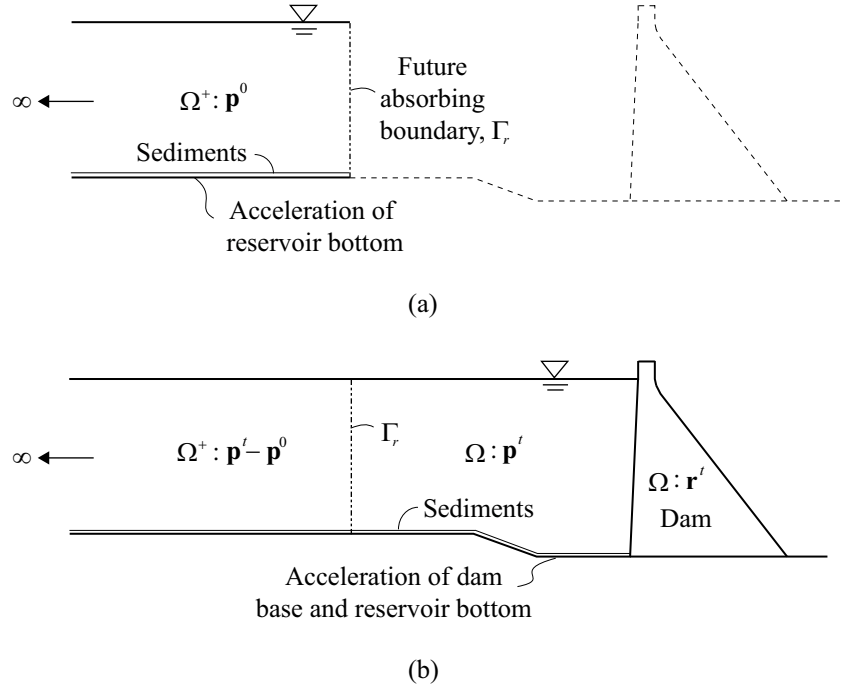 Ω⁺: p⁰
∞
Future
absorbing
boundary, Γᵣ
Sediments
Acceleration of
reservoir bottom
(a)
∞
Ω⁺: pᵗ– p⁰
Γᵣ
Ω: pᵗ
Ω: rᵗ
Dam
Sediments
Acceleration of dam
base and reservoir bottom
(b)